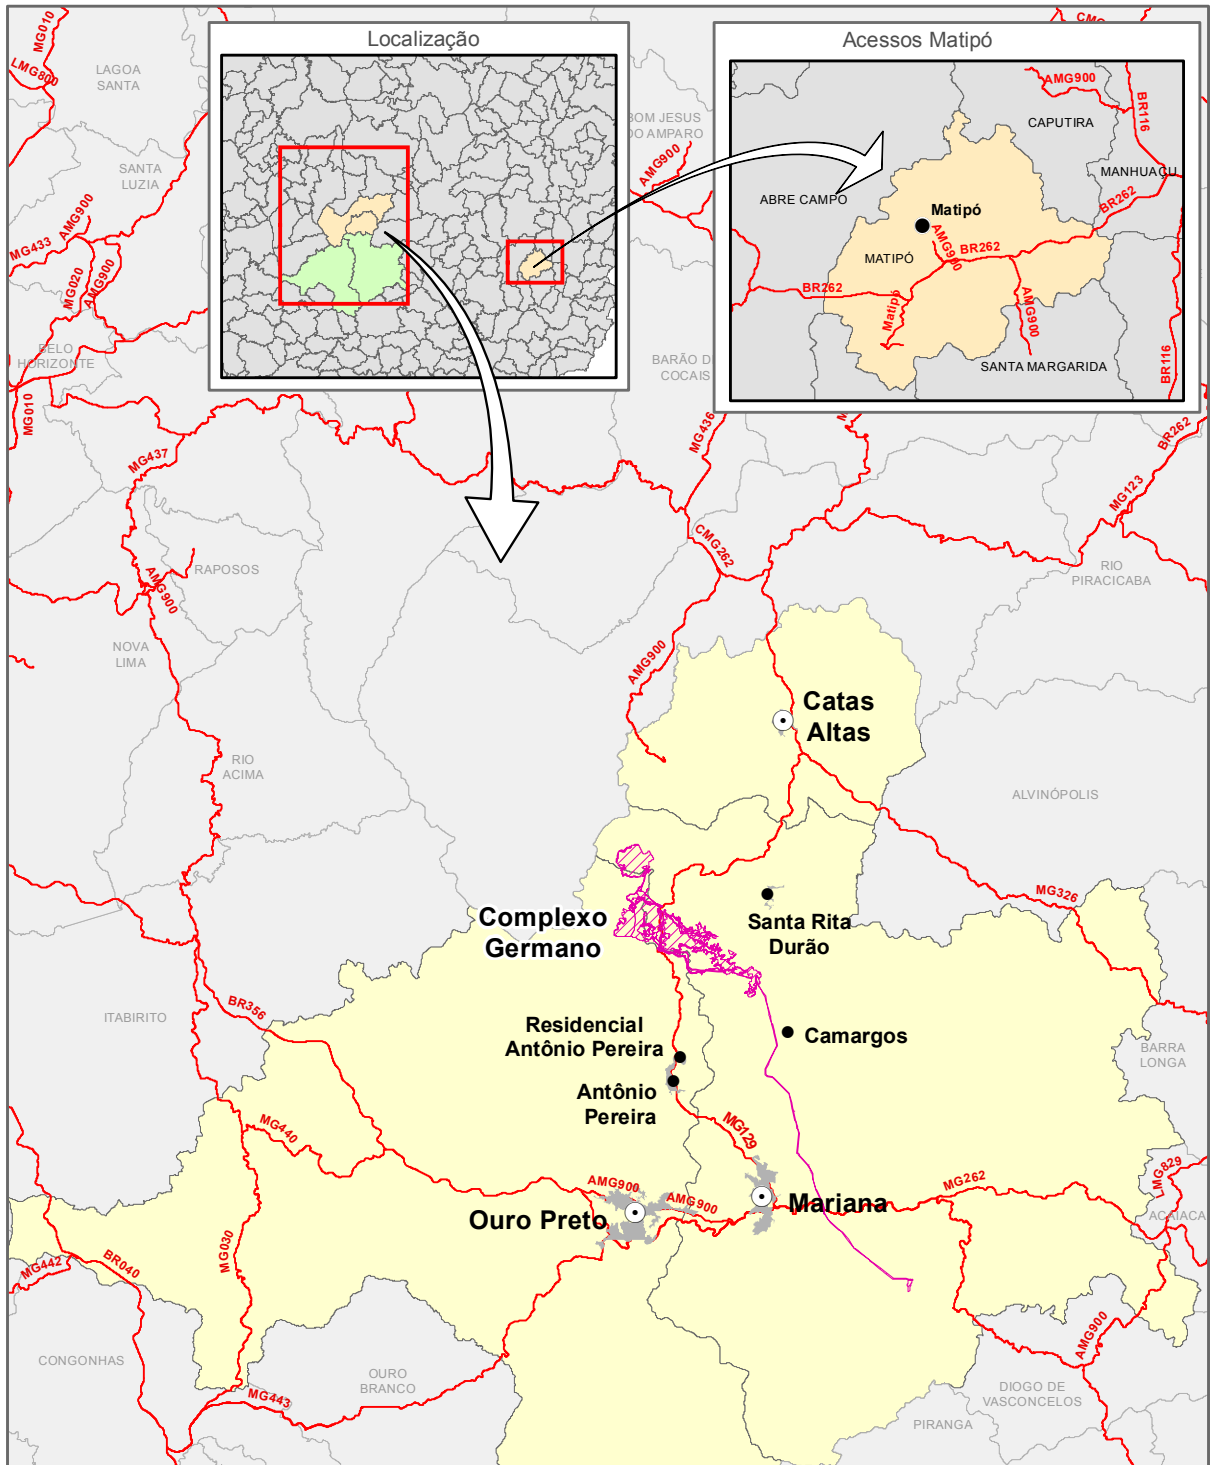 Localização
Acessos Matipó
MG010
LMG800
LAGOA
SANTA
SANTA
LUZIA
AMG900
MG433
MG020
AMG900
BELO
HORIZONTE
MG010
MG437
BOM JESUS
DO AMPARO
AMG900
AMG900
CAPUTIRA
BR116
MANHUAÇU
ABRE CAMPO
Matipó
AMG900
BR262
BR262
MATIPÓ
BR262
Matipó
AMG900
SANTA MARGARIDA
BR116
BARÃO D
COCAIS
MG436
BR262
MG123
CMG262
RAPOSOS
AMG900
NOVA
LIMA
RIO
PIRACICABA
AMG900
Catas
Altas
RIO
ACIMA
ALVINÓPOLIS
MG326
Complexo
Germano
Santa Rita
Durão
ITABIRITO
BR356
Residencial
Antônio Pereira
Camargos
BARRA
LONGA
Antônio
Pereira
MG440
MG129
AMG900
AMG900
Ouro Preto
Mariana
MG262
LMG829
ACAIACA
MG030
MG442
BR040
CONGONHAS
OURO
BRANCO
MG443
AMG900
DIOGO DE
VASCONCELOS
PIRANGA